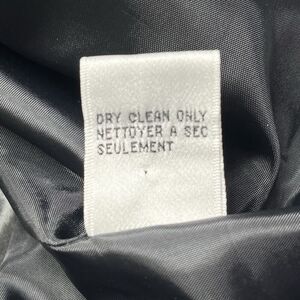 DRY CLEAN ONLY
NETTOYER A SEC
SEULEMENT